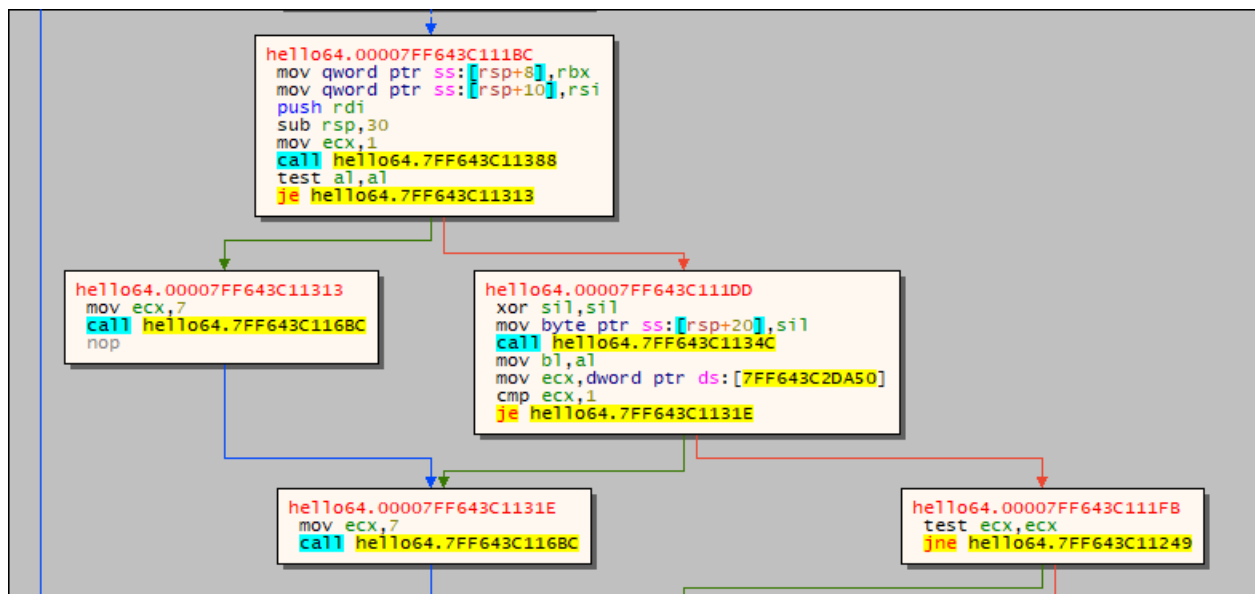 hello64.00007FF643C111BC
mov qword ptr ss:[rsp+8],rbx
mov qword ptr ss:[rsp+10],rsi
push rdi
sub rsp,30
mov ecx,1
call hello64.7FF643C11388
test al,al
je hello64.7FF643C11313
hello64.00007FF643C11313
mov ecx,7
call hello64.7FF643C116BC
nop
hello64.00007FF643C111DD
xor sil,sil
mov byte ptr ss:[rsp+20],sil
call hello64.7FF643C1134C
mov bl,al
mov ecx,dword ptr ds:[7FF643C2DA50]
cmp ecx,1
je hello64.7FF643C1131E
hello64.00007FF643C1131E
mov ecx,7
call hello64.7FF643C116BC
hello64.00007FF643C111FB
test ecx,ecx
jne hello64.7FF643C11249